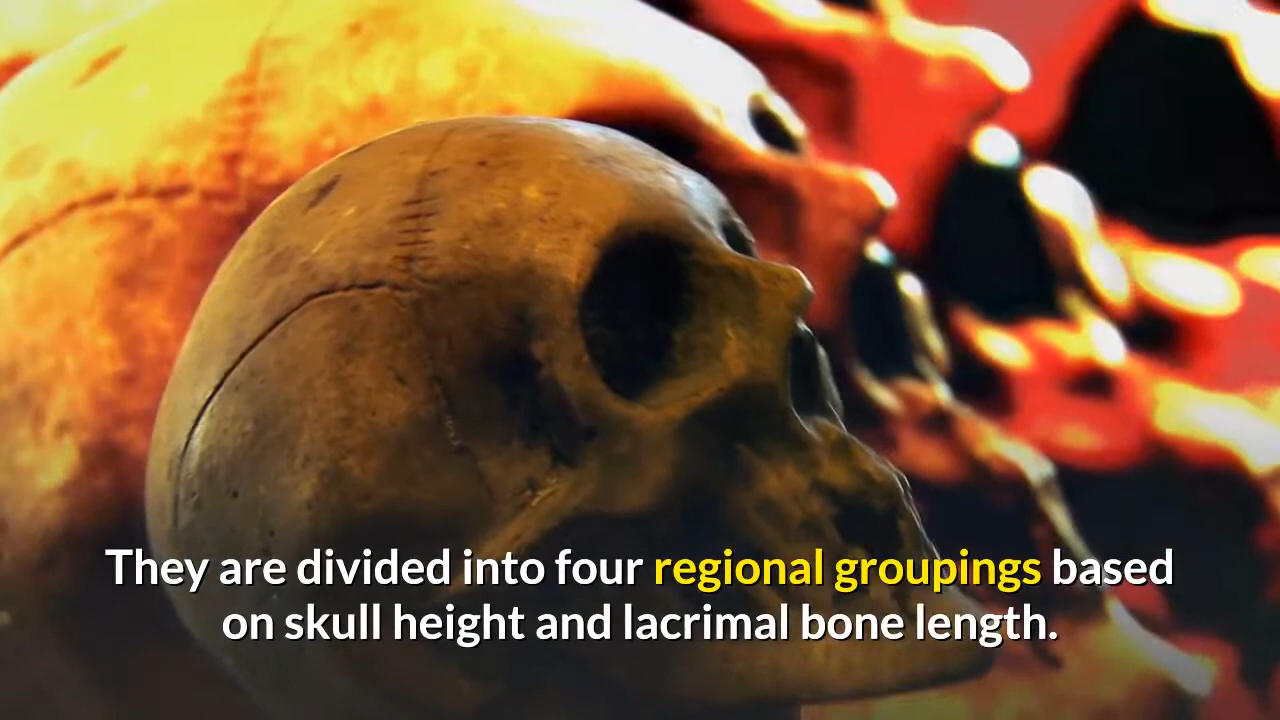 They are divided into four regional groupings based
on skull height and lacrimal bone length.